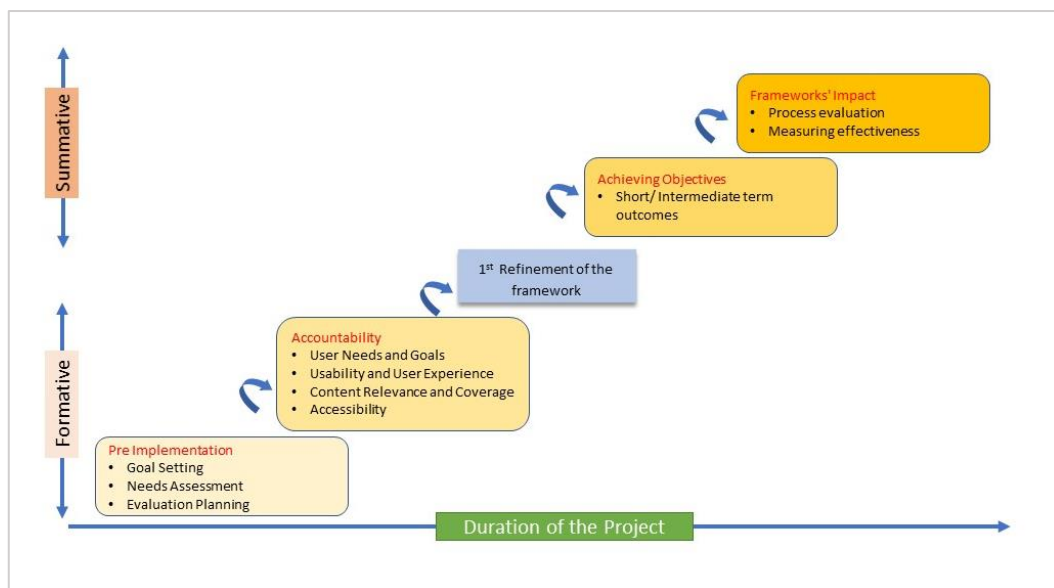 Summative
Frameworks' Impact
• Process evaluation
• Measuring effectiveness
Achieving Objectives
• Short/ Intermediate term
outcomes
1st Refinement of the
framework
Formative
Accountability
• User Needs and Goals
• Usability and User Experience
• Content Relevance and Coverage
• Accessibility
Pre Implementation
• Goal Setting
• Needs Assessment
• Evaluation Planning
Duration of the Project